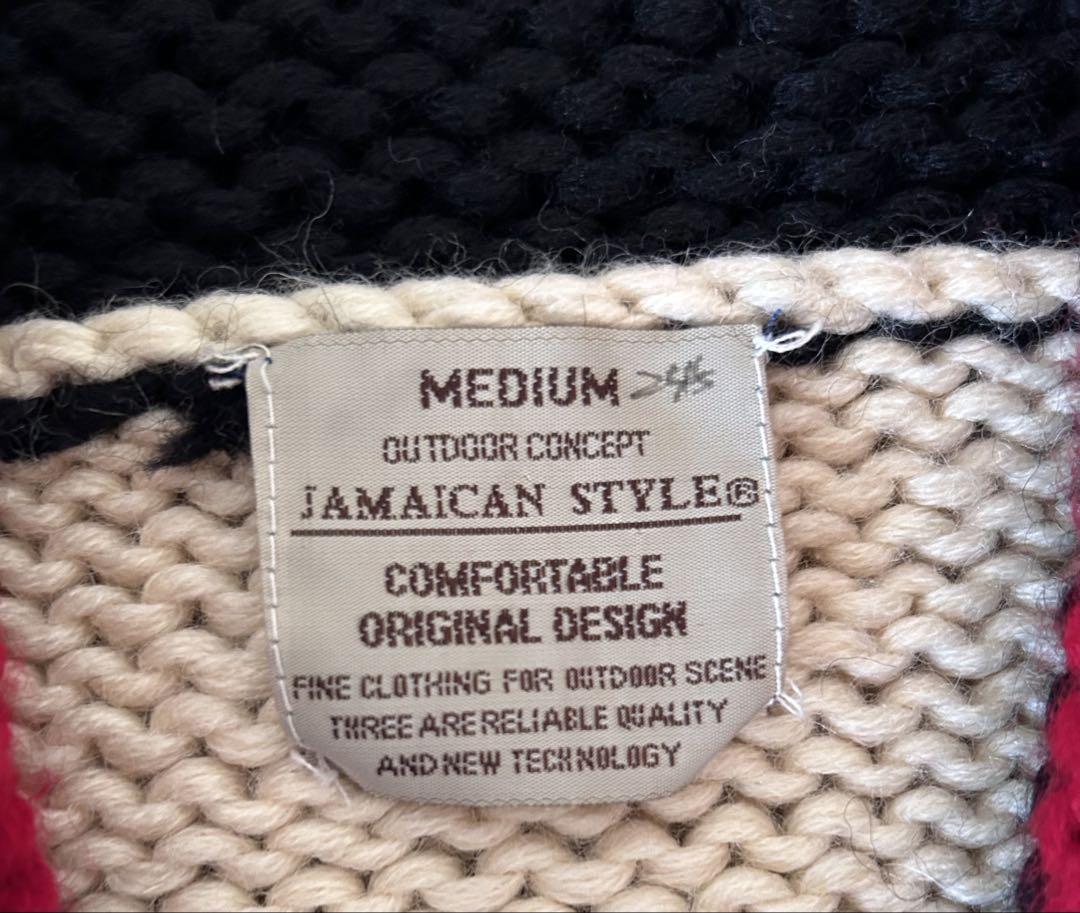 MEDIUM
OUTDOOR CONCEPT
JAMAICAN STYLE®
COMFORTABLE
ORIGINAL DESIGN
FINE CLOTHING FOR OUTDOOR SCENE
THREE ARE RELIABLE QUALITY
AND NEW TECHNOLOGY